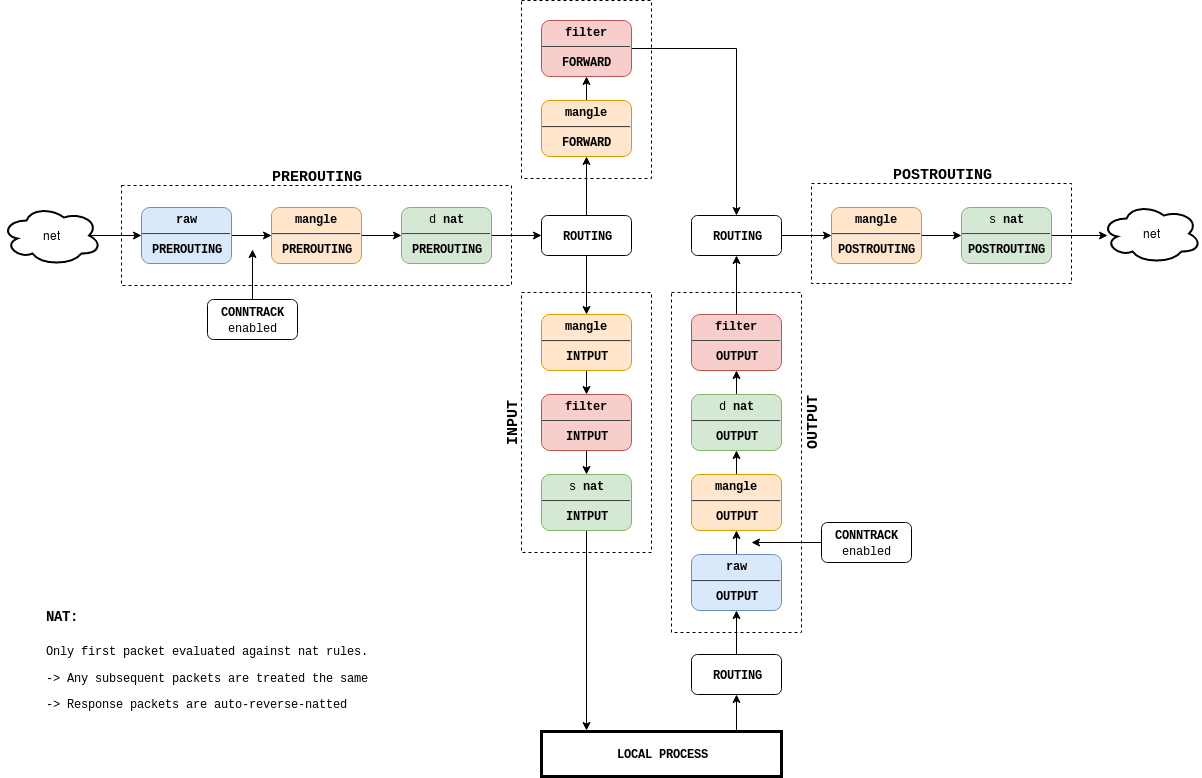 filter
FORWARD
mangle
FORWARD
PREROUTING
POSTROUTING
net
raw
PREROUTING
mangle
PREROUTING
d nat
PREROUTING
ROUTING
ROUTING
mangle
POSTROUTING
s nat
POSTROUTING
net
CONNTRACK
enabled
INPUT
mangle
INTPUT
filter
INTPUT
s nat
INTPUT
OUTPUT
filter
OUTPUT
d nat
OUTPUT
mangle
OUTPUT
CONNTRACK
enabled
raw
OUTPUT
ROUTING
LOCAL PROCESS
NAT:
Only first packet evaluated against nat rules.
-> Any subsequent packets are treated the same
-> Response packets are auto-reverse-natted